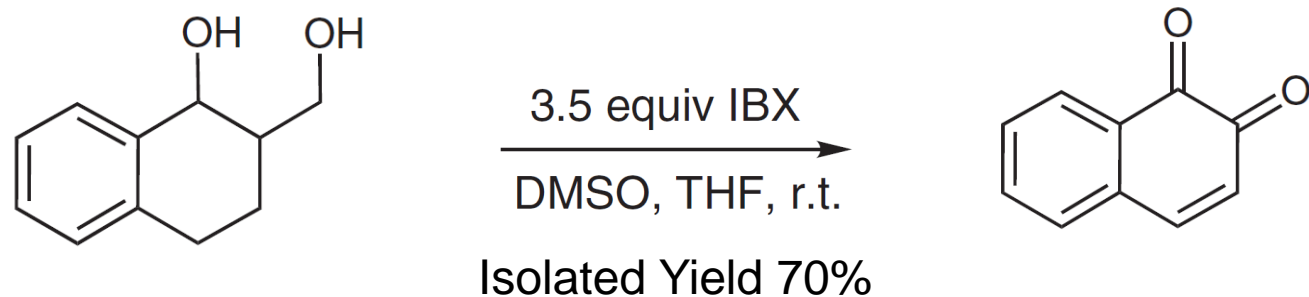 OH
OH
O
O
3.5 equiv IBX
DMSO, THF, r.t.
Isolated Yield 70%